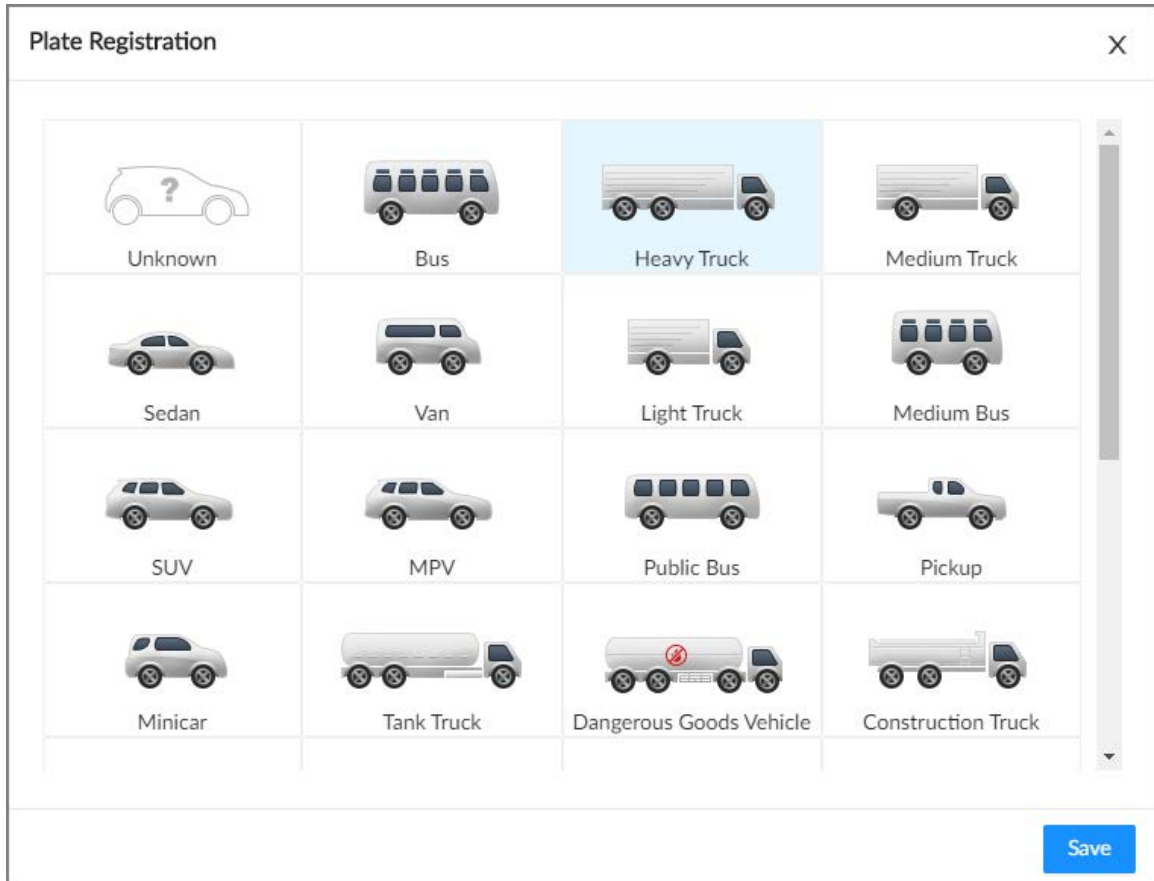 Plate Registration X
?
Unknown Bus Heavy Truck Medium Truck
Sedan Van Light Truck Medium Bus
SUV MPV Public Bus Pickup
Minicar Tank Truck Dangerous Goods Vehicle Construction Truck
Save